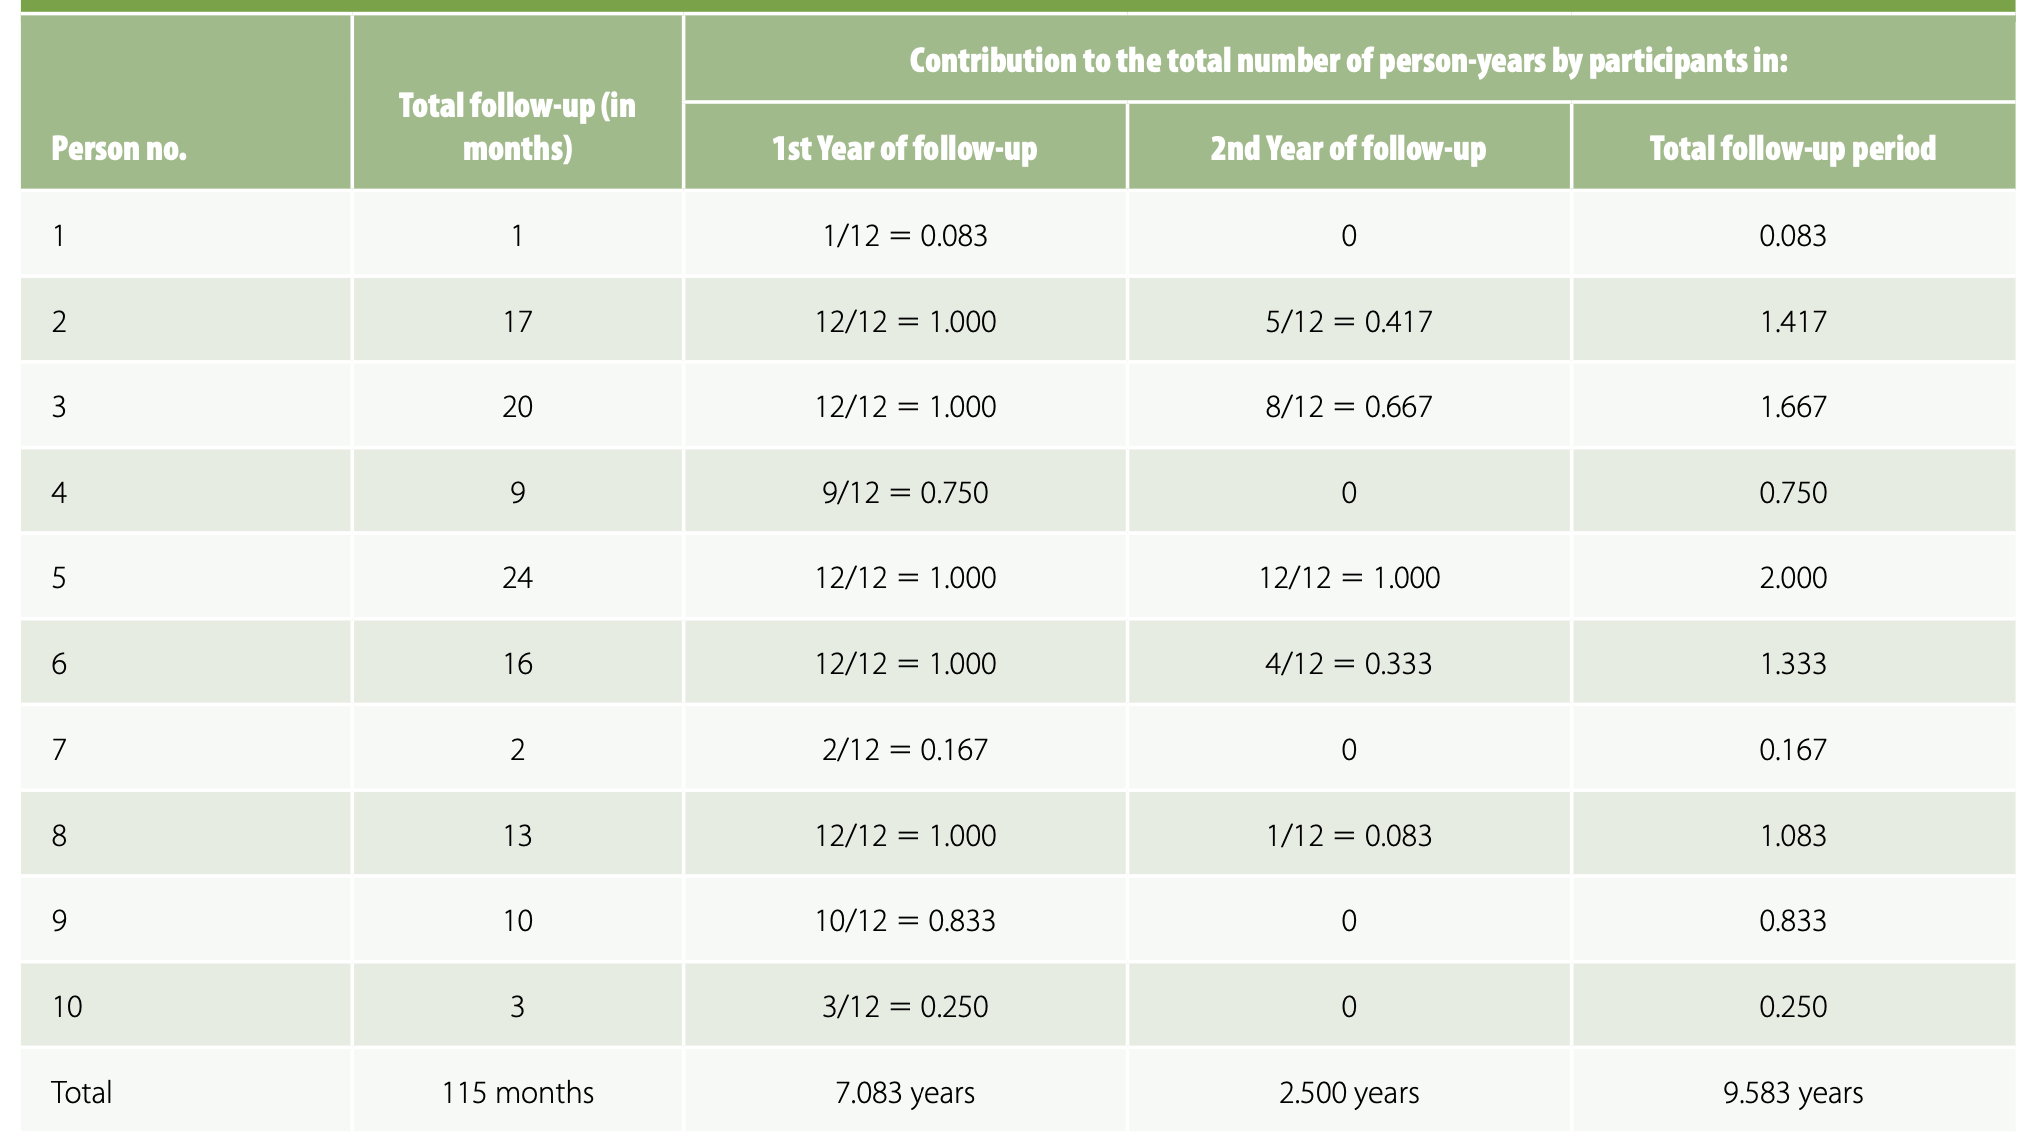 Contribution to the total number of person-years by participants in:
Person no. Total follow-up (in months) 1st Year of follow-up 2nd Year of follow-up Total follow-up period
1 1 1/12 = 0.083 0 0.083
2 17 12/12 = 1.000 5/12 = 0.417 1.417
3 20 12/12 = 1.000 8/12 = 0.667 1.667
4 9 9/12 = 0.750 0 0.750
5 24 12/12 = 1.000 12/12 = 1.000 2.000
6 16 12/12 = 1.000 4/12 = 0.333 1.333
7 2 2/12 = 0.167 0 0.167
8 13 12/12 = 1.000 1/12 = 0.083 1.083
9 10 10/12 = 0.833 0 0.833
10 3 3/12 = 0.250 0 0.250
Total 115 months 7.083 years 2.500 years 9.583 years